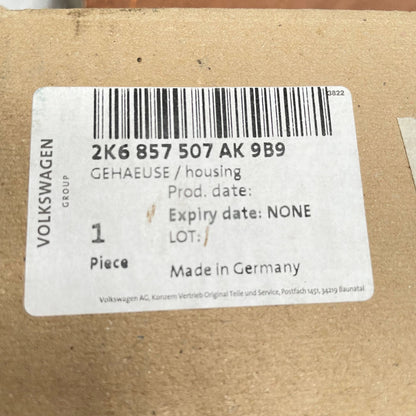 G822
2K6 857 507 AK 9B9
GEHAEUSE / housing
Prod. date:
Expiry date: NONE
LOT:
1
Piece
Made in Germany
VOLKSWAGEN
GROUP
Volkswagen AG, Konzern Vertrieb Original Teile und Service, Postfach 1451, 34219 Baunatal